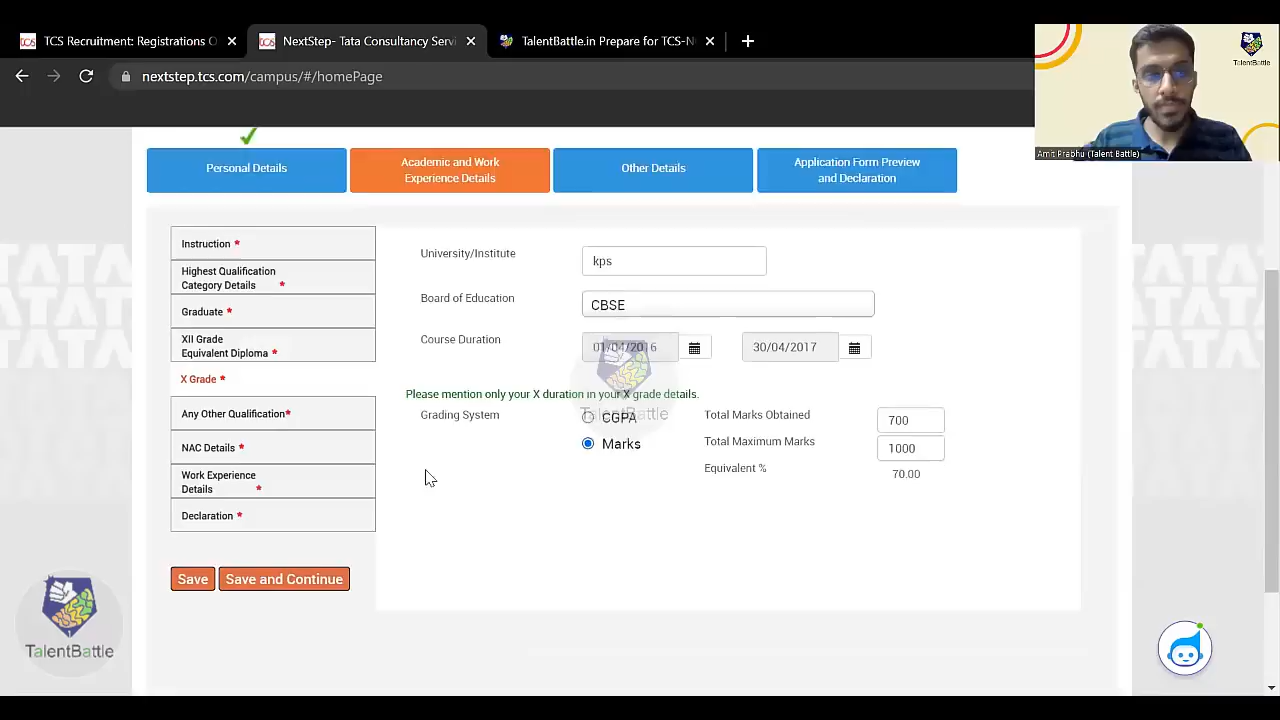 TCS Recruitment: Registrations O
NextStep- Tata Consultancy Servi
TalentBattle.in Prepare for TCS-N
nextstep.tcs.com/campus/#/homePage
TalentBattle
Amit Prabhu (Talent Battle)
Personal Details
Academic and Work
Experience Details
Other Details
Application Form Preview
and Declaration
Instruction *
Highest Qualification
Category Details *
Graduate *
XII Grade
Equivalent Diploma *
X Grade *
Any Other Qualification*
NAC Details *
Work Experience
Details *
Declaration *
Save
Save and Continue
University/Institute
kps
Board of Education
CBSE
Course Duration
01/04/2016
30/04/2017
Please mention only your X duration in your X grade details.
Grading System
CGPA
Marks
Total Marks Obtained
700
Total Maximum Marks
1000
Equivalent %
70.00
TalentBattle
TalentBattle
TATA